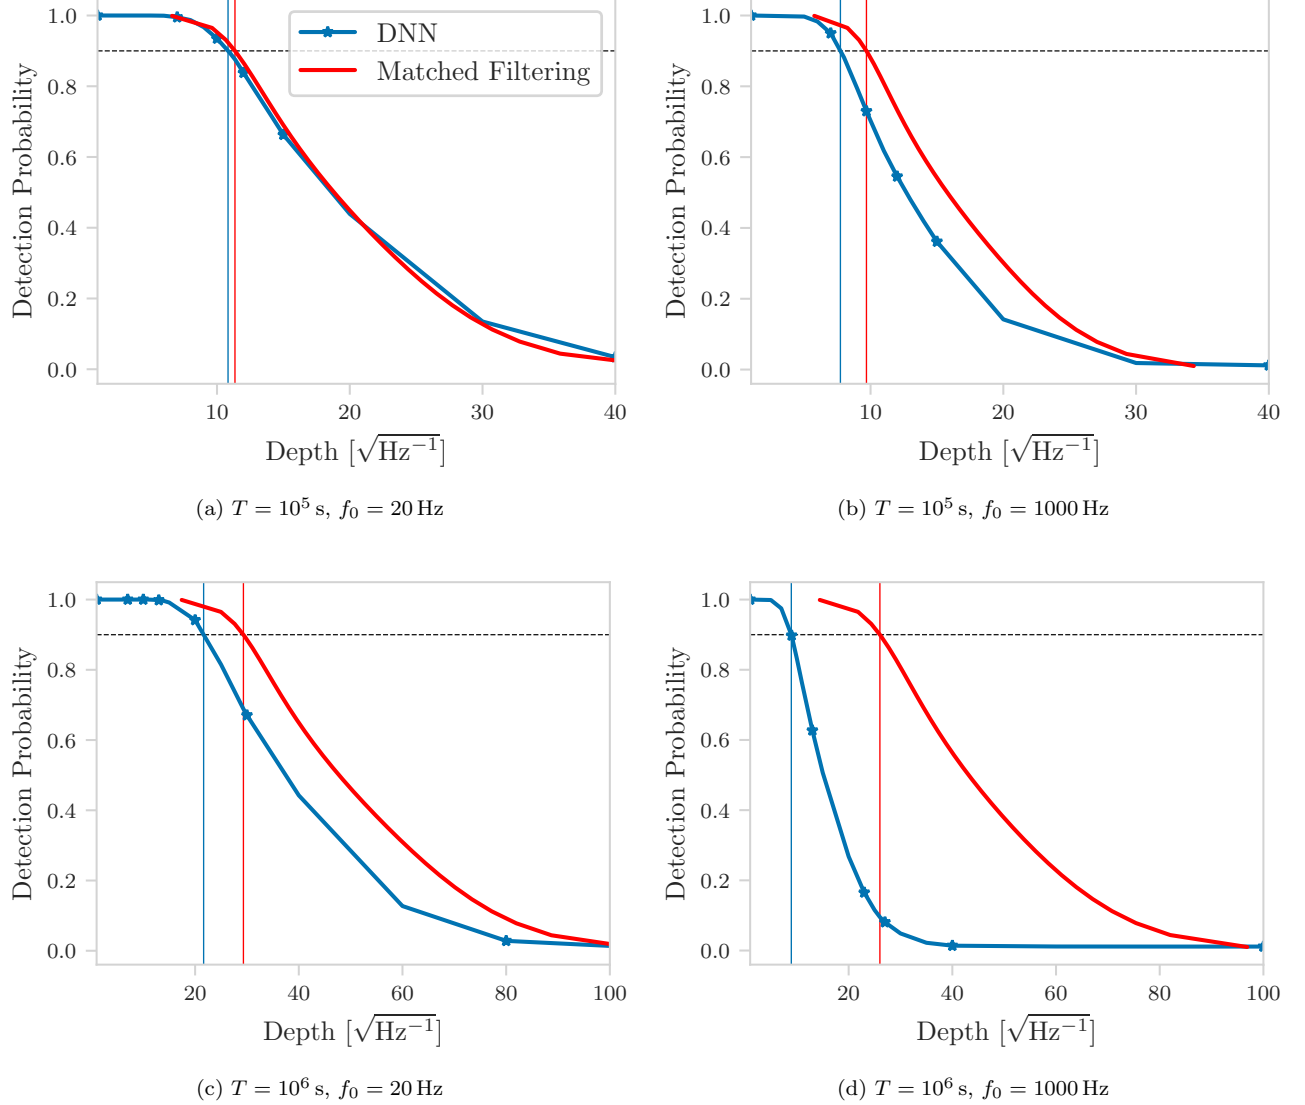 1.0
0.8
0.6
0.4
0.2
0.0
Detection Probability
DNN
Matched Filtering
10 20 30 40
Depth [√Hz⁻¹]
(a) T = 10⁵ s, f₀ = 20 Hz
1.0
0.8
0.6
0.4
0.2
0.0
Detection Probability
10 20 30 40
Depth [√Hz⁻¹]
(b) T = 10⁵ s, f₀ = 1000 Hz
1.0
0.8
0.6
0.4
0.2
0.0
Detection Probability
20 40 60 80 100
Depth [√Hz⁻¹]
(c) T = 10⁶ s, f₀ = 20 Hz
1.0
0.8
0.6
0.4
0.2
0.0
Detection Probability
20 40 60 80 100
Depth [√Hz⁻¹]
(d) T = 10⁶ s, f₀ = 1000 Hz